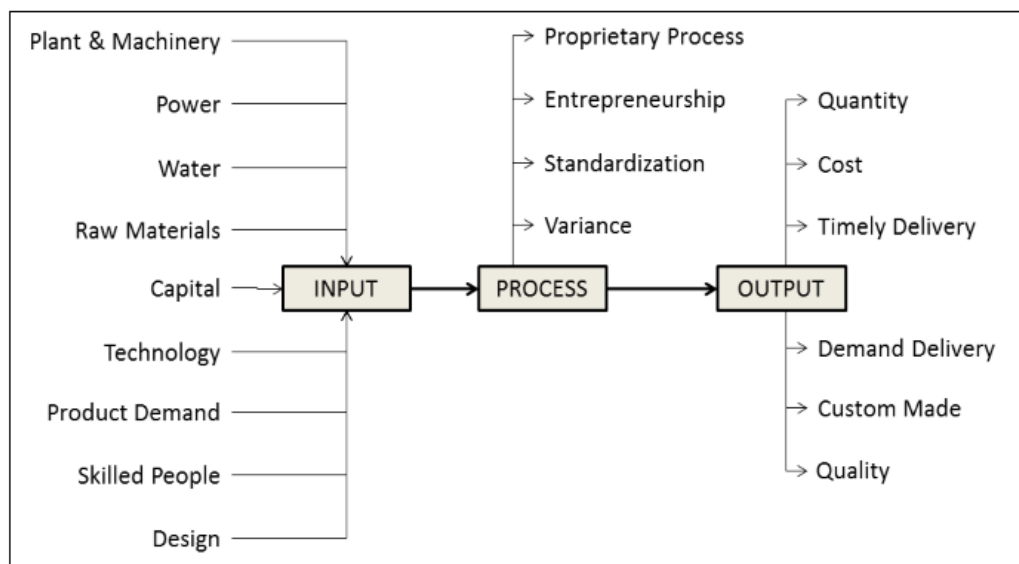 Plant & Machinery
Power
Water
Raw Materials
Capital
Technology
Product Demand
Skilled People
Design
INPUT
Proprietary Process
Entrepreneurship
Standardization
Variance
PROCESS
Quantity
Cost
Timely Delivery
OUTPUT
Demand Delivery
Custom Made
Quality